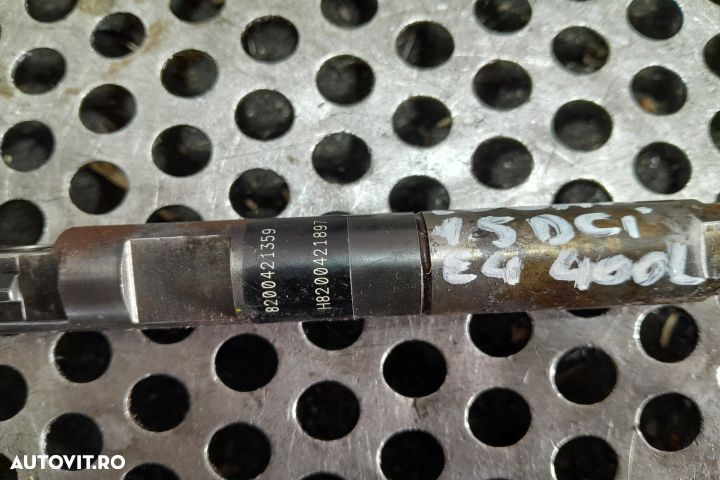 8200421359
H8200421897
1.5 DCI
E4 400L
AUTOVIT.RO